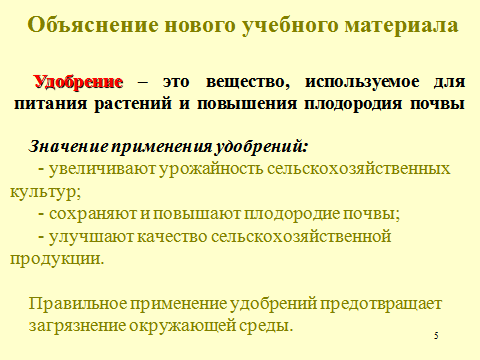 Объяснение нового учебного материала
Удобрение – это вещество, используемое для
питания растений и повышения плодородия почвы
Значение применения удобрений:
- увеличивают урожайность сельскохозяйственных
культур;
- сохраняют и повышают плодородие почвы;
- улучшают качество сельскохозяйственной
продукции.
Правильное применение удобрений предотвращает
загрязнение окружающей среды.
5